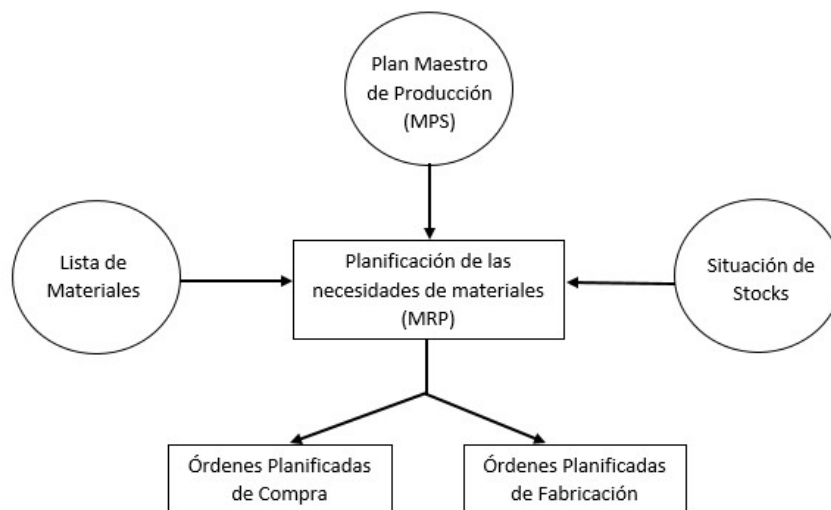 Plan Maestro
de Producción
(MPS)
Lista de
Materiales
Planificación de las
necesidades de materiales
(MRP)
Situación de
Stocks
Órdenes Planificadas
de Compra
Órdenes Planificadas
de Fabricación